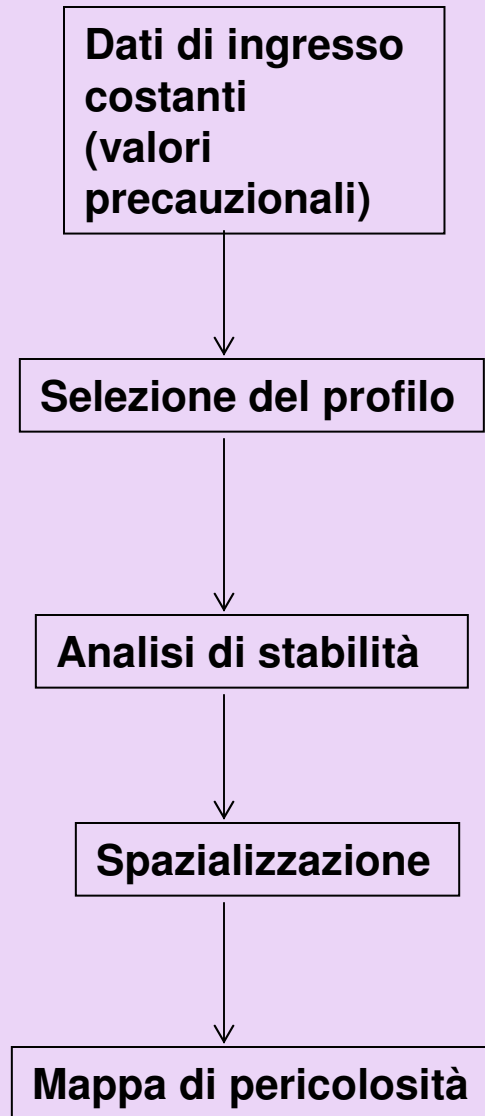 Dati di ingresso
costanti
(valori
precauzionali)
Selezione del profilo
Analisi di stabilità
Spazializzazione
Mappa di pericolosità